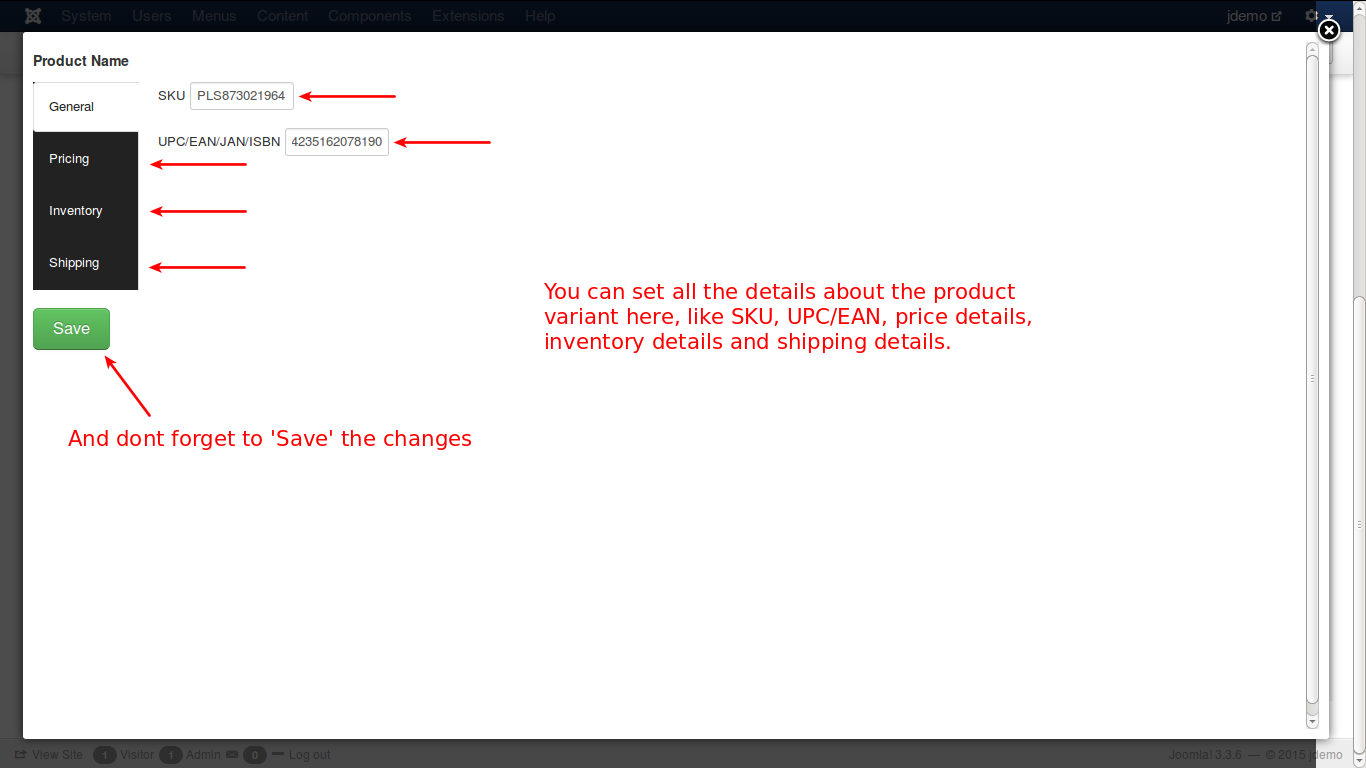 System Users Menus Content Components Extensions Help jdemo
Product Name
General
SKU PLS873021964
UPC/EAN/JAN/ISBN 4235162078190
Pricing
Inventory
Shipping
You can set all the details about the product
variant here, like SKU, UPC/EAN, price details,
inventory details and shipping details.
Save
And dont forget to 'Save' the changes
View Site 1 Visitor 1 Admin 0 Log out Joomla! 3.3.6 — © 2015 jdemo